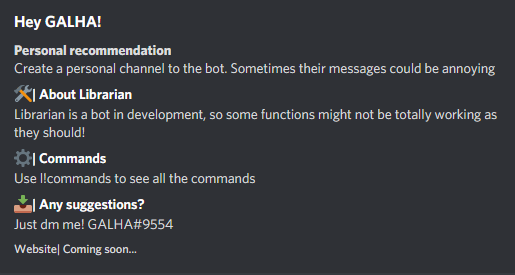 Hey GALHA!
Personal recommendation
Create a personal channel to the bot. Sometimes their messages could be annoying
| About Librarian
Librarian is a bot in development, so some functions might not be totally working as
they should!
| Commands
Use l!commands to see all the commands
| Any suggestions?
Just dm me! GALHA#9554
Website| Coming soon...